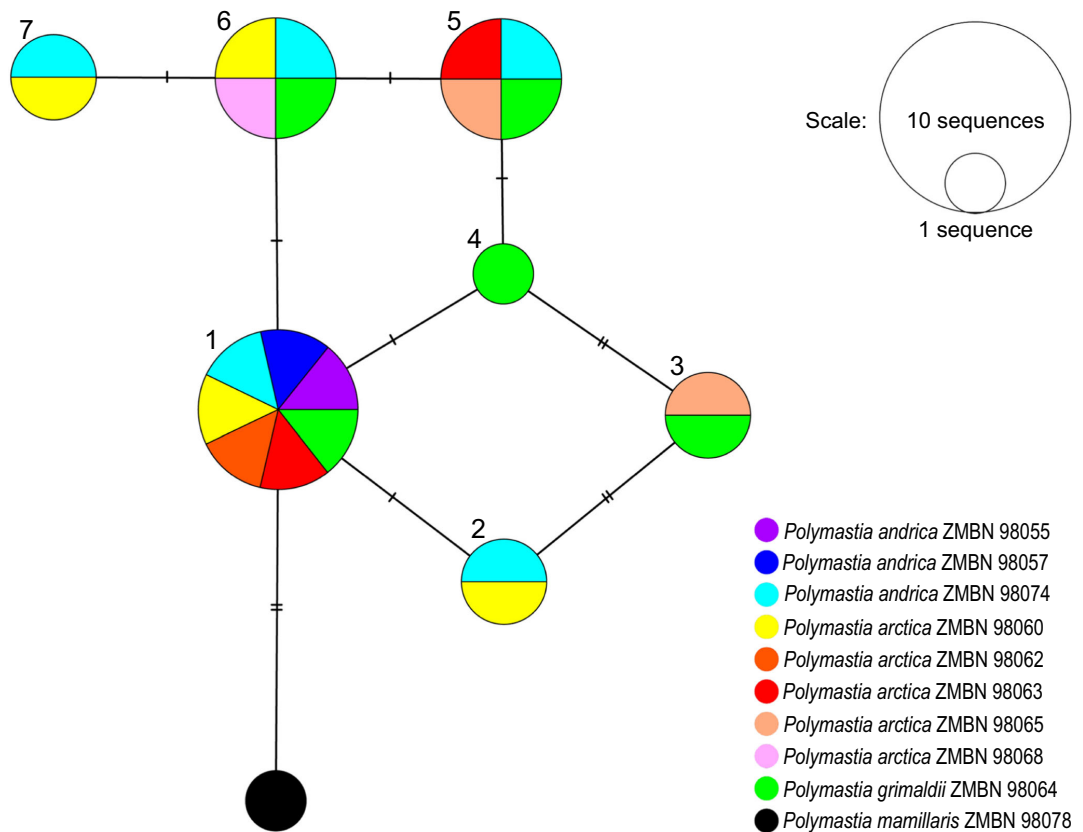 7
6
5
Scale:
10 sequences
1 sequence
4
1
3
2
Polymastia andrica ZMBN 98055
Polymastia andrica ZMBN 98057
Polymastia andrica ZMBN 98074
Polymastia arctica ZMBN 98060
Polymastia arctica ZMBN 98062
Polymastia arctica ZMBN 98063
Polymastia arctica ZMBN 98065
Polymastia arctica ZMBN 98068
Polymastia grimaldii ZMBN 98064
Polymastia mamillaris ZMBN 98078